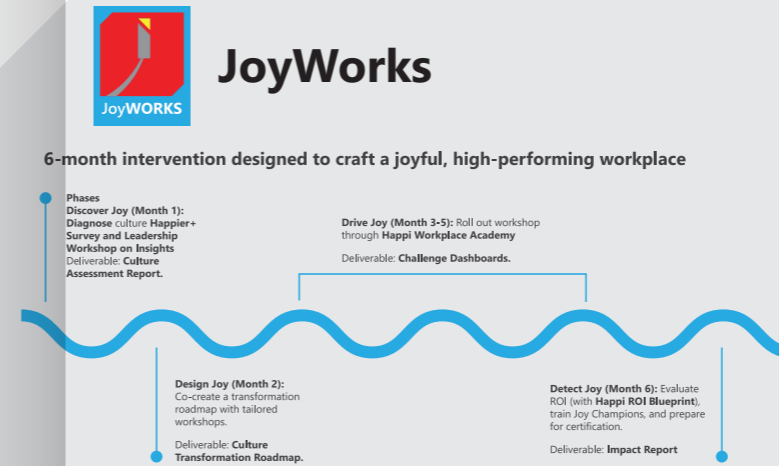 JoyWORKS
JoyWorks
6-month intervention designed to craft a joyful, high-performing workplace
Phases
Discover Joy (Month 1):
Diagnose culture Happier+
Survey and Leadership
Workshop on Insights
Deliverable: Culture
Assessment Report.
Drive Joy (Month 3-5): Roll out workshop
through Happi Workplace Academy
Deliverable: Challenge Dashboards.
Design Joy (Month 2):
Co-create a transformation
roadmap with tailored
workshops.
Deliverable: Culture
Transformation Roadmap.
Detect Joy (Month 6): Evaluate
ROI (with Happi ROI Blueprint),
train Joy Champions, and prepare
for certification.
Deliverable: Impact Report